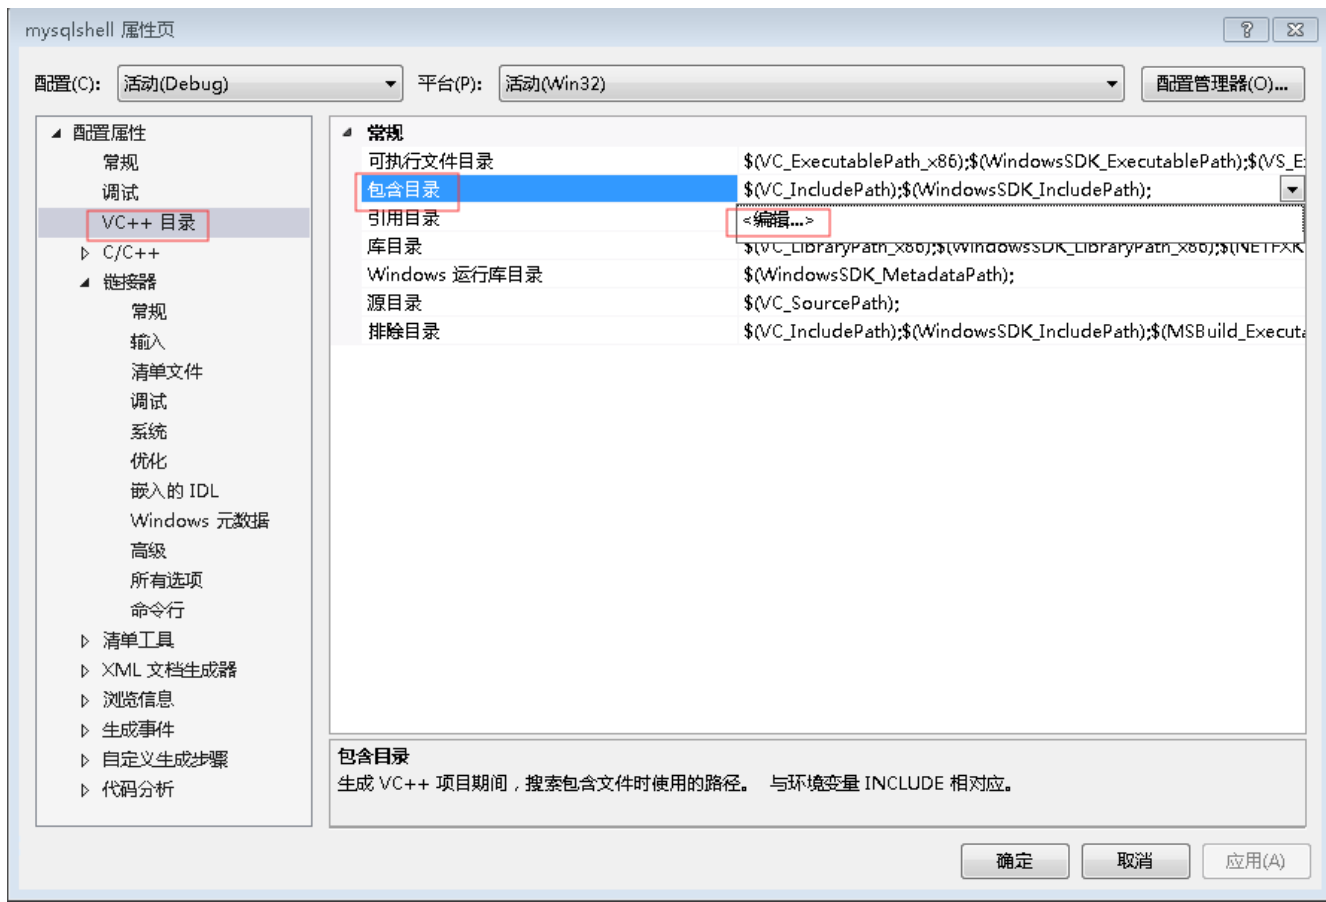 mysqlshell 属性页
配置(C): 活动(Debug) 平台(P): 活动(Win32) 配置管理器(O)...
配置属性
常规
调试
VC++ 目录
C/C++
链接器
常规
输入
清单文件
调试
系统
优化
嵌入的 IDL
Windows 元数据
高级
所有选项
命令行
清单工具
XML 文档生成器
浏览信息
生成事件
自定义生成步骤
代码分析
常规
可执行文件目录 $(VC_ExecutablePath_x86);$(WindowsSDK_ExecutablePath);$(VS_E
包含目录 $(VC_IncludePath);$(WindowsSDK_IncludePath);
引用目录 <编辑...>
库目录 $(VC_LibraryPath_x86);$(WindowsSDK_LibraryPath_x86);$(NETFXK
Windows 运行库目录 $(WindowsSDK_MetadataPath);
源目录 $(VC_SourcePath);
排除目录 $(VC_IncludePath);$(WindowsSDK_IncludePath);$(MSBuild_Executa
包含目录
生成 VC++ 项目期间，搜索包含文件时使用的路径。 与环境变量 INCLUDE 相对应。
确定 取消 应用(A)